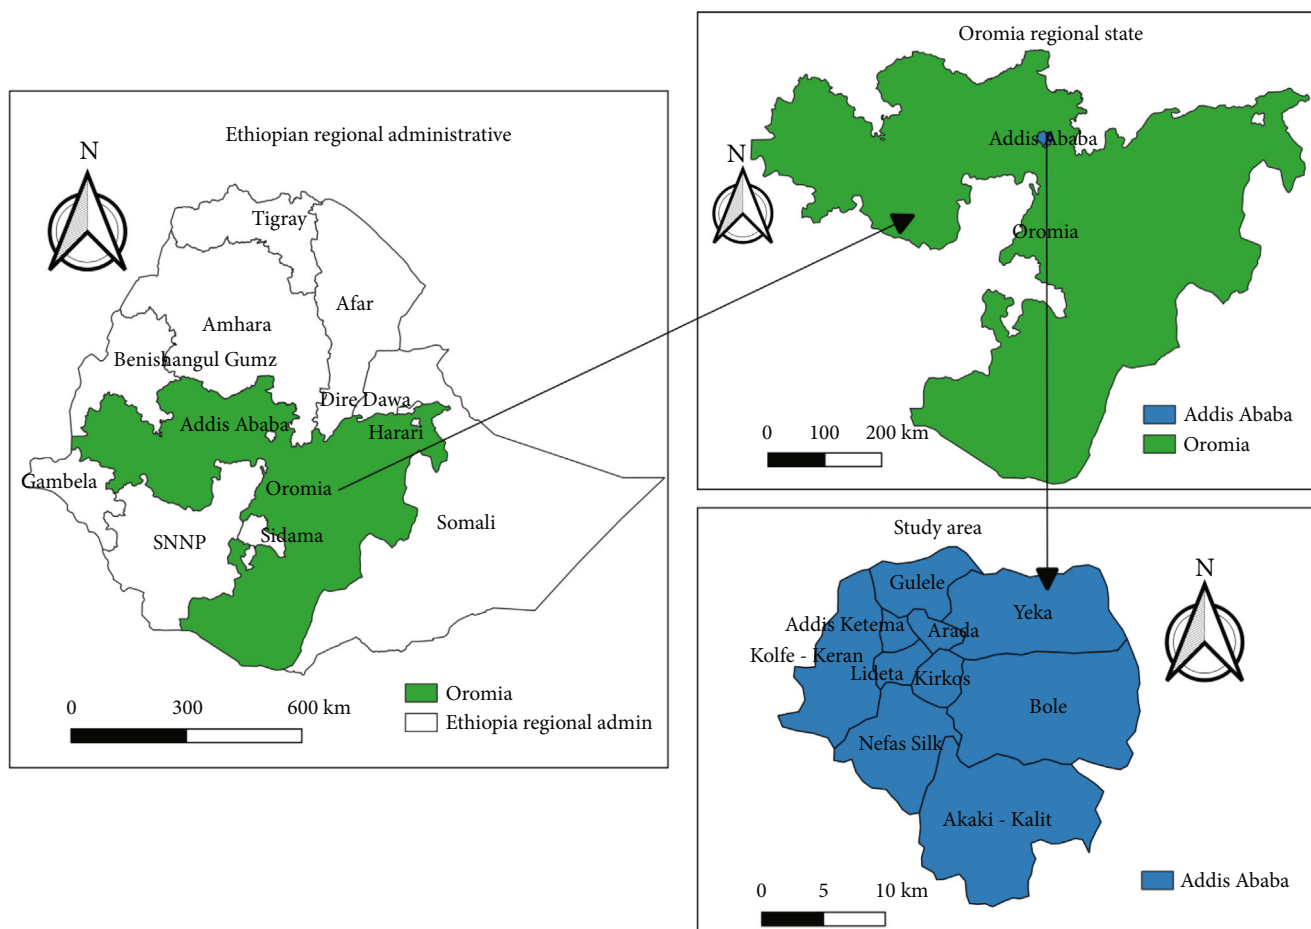 Ethiopian regional administrative
N
Tigray
Afar
Amhara
Benishangul Gumz
Dire Dawa
Addis Ababa
Harari
Gambela
Oromia
Somali
SNNP
Sidama
Oromia
Ethiopia regional admin
0 300 600 km
Oromia regional state
N
Addis Ababa
Oromia
Addis Ababa
Oromia
0 100 200 km
Study area
N
Gulele
Yeka
Addis Ketema
Arada
Kolfe - Keran
Lideta
Kirkos
Bole
Nefas Silk
Akaki - Kalit
Addis Ababa
0 5 10 km